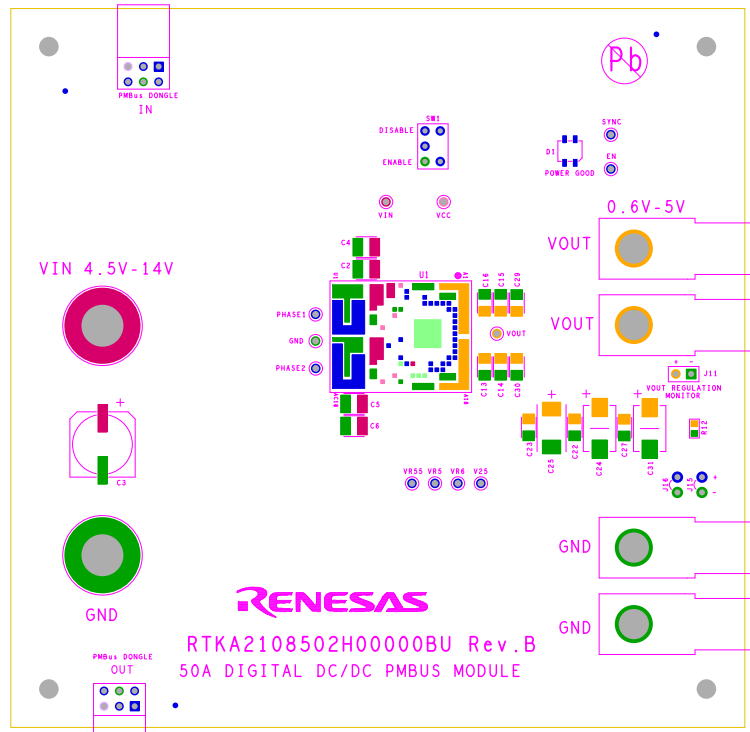 Pb
PMBus DONGLE
IN
SW1
DISABLE
ENABLE
SYNC
D1
EN
POWER GOOD
VIN
VCC
0.6V-5V
VOUT
C4
C2
U1
A1
C16
C15
C29
VIN 4.5V-14V
PHASE1
GND
PHASE2
VOUT
VOUT
+ -
J11
VOUT REGULATION
MONITOR
C13
C14
C30
C5
C6
+
C3
+ + +
C23
C25
C22
C24
C27
C31
R12
VR55 VR5 VR6 V25
J16
J15
+
-
GND
GND
GND
RENESAS
RTKA2108502H00000BU Rev.B
50A DIGITAL DC/DC PMBUS MODULE
PMBus DONGLE
OUT